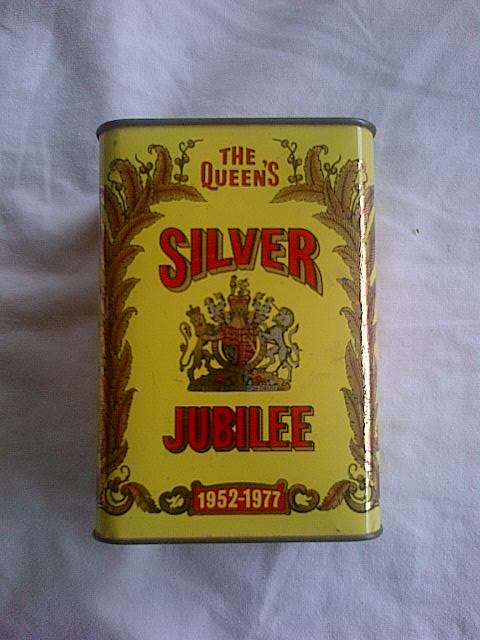 THE
QUEEN'S
SILVER
JUBILEE
1952-1977